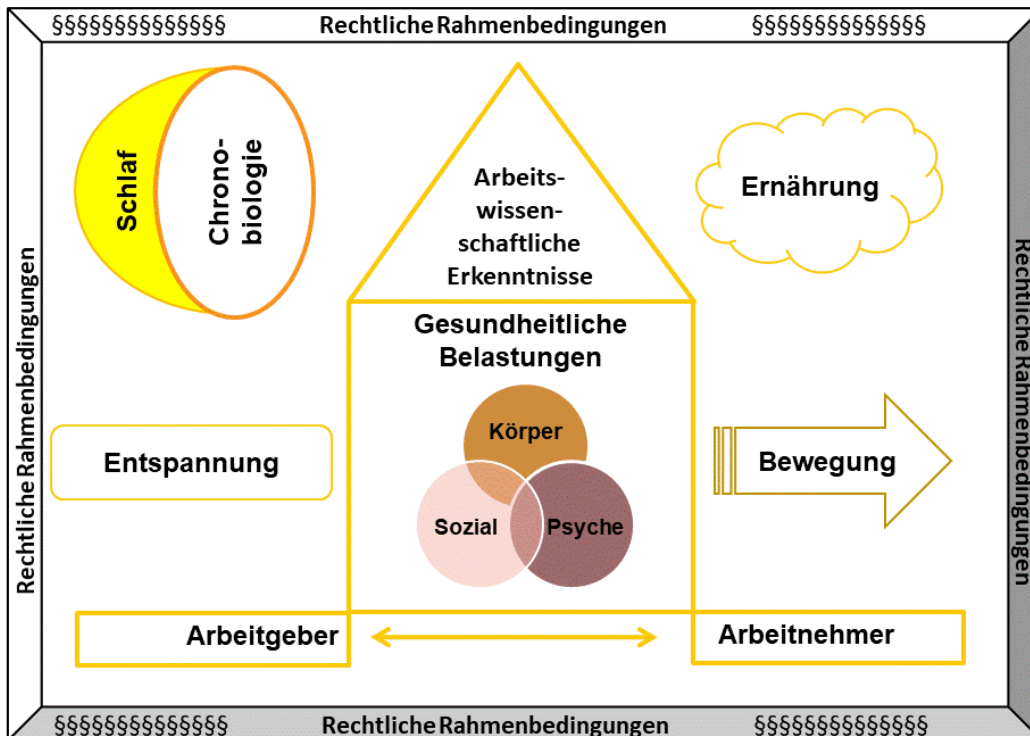 §§§§§§§§§§§§§§ Rechtliche Rahmenbedingungen §§§§§§§§§§§§§§
Rechtliche Rahmenbedingungen
Schlaf
Chrono-
biologie
Arbeits-
wissen-
schaftliche
Erkenntnisse
Ernährung
Rechtliche Rahmenbedingungen
Gesundheitliche
Belastungen
Körper
Sozial
Psyche
Entspannung
Bewegung
Arbeitgeber
Arbeitnehmer
§§§§§§§§§§§§§§ Rechtliche Rahmenbedingungen §§§§§§§§§§§§§§